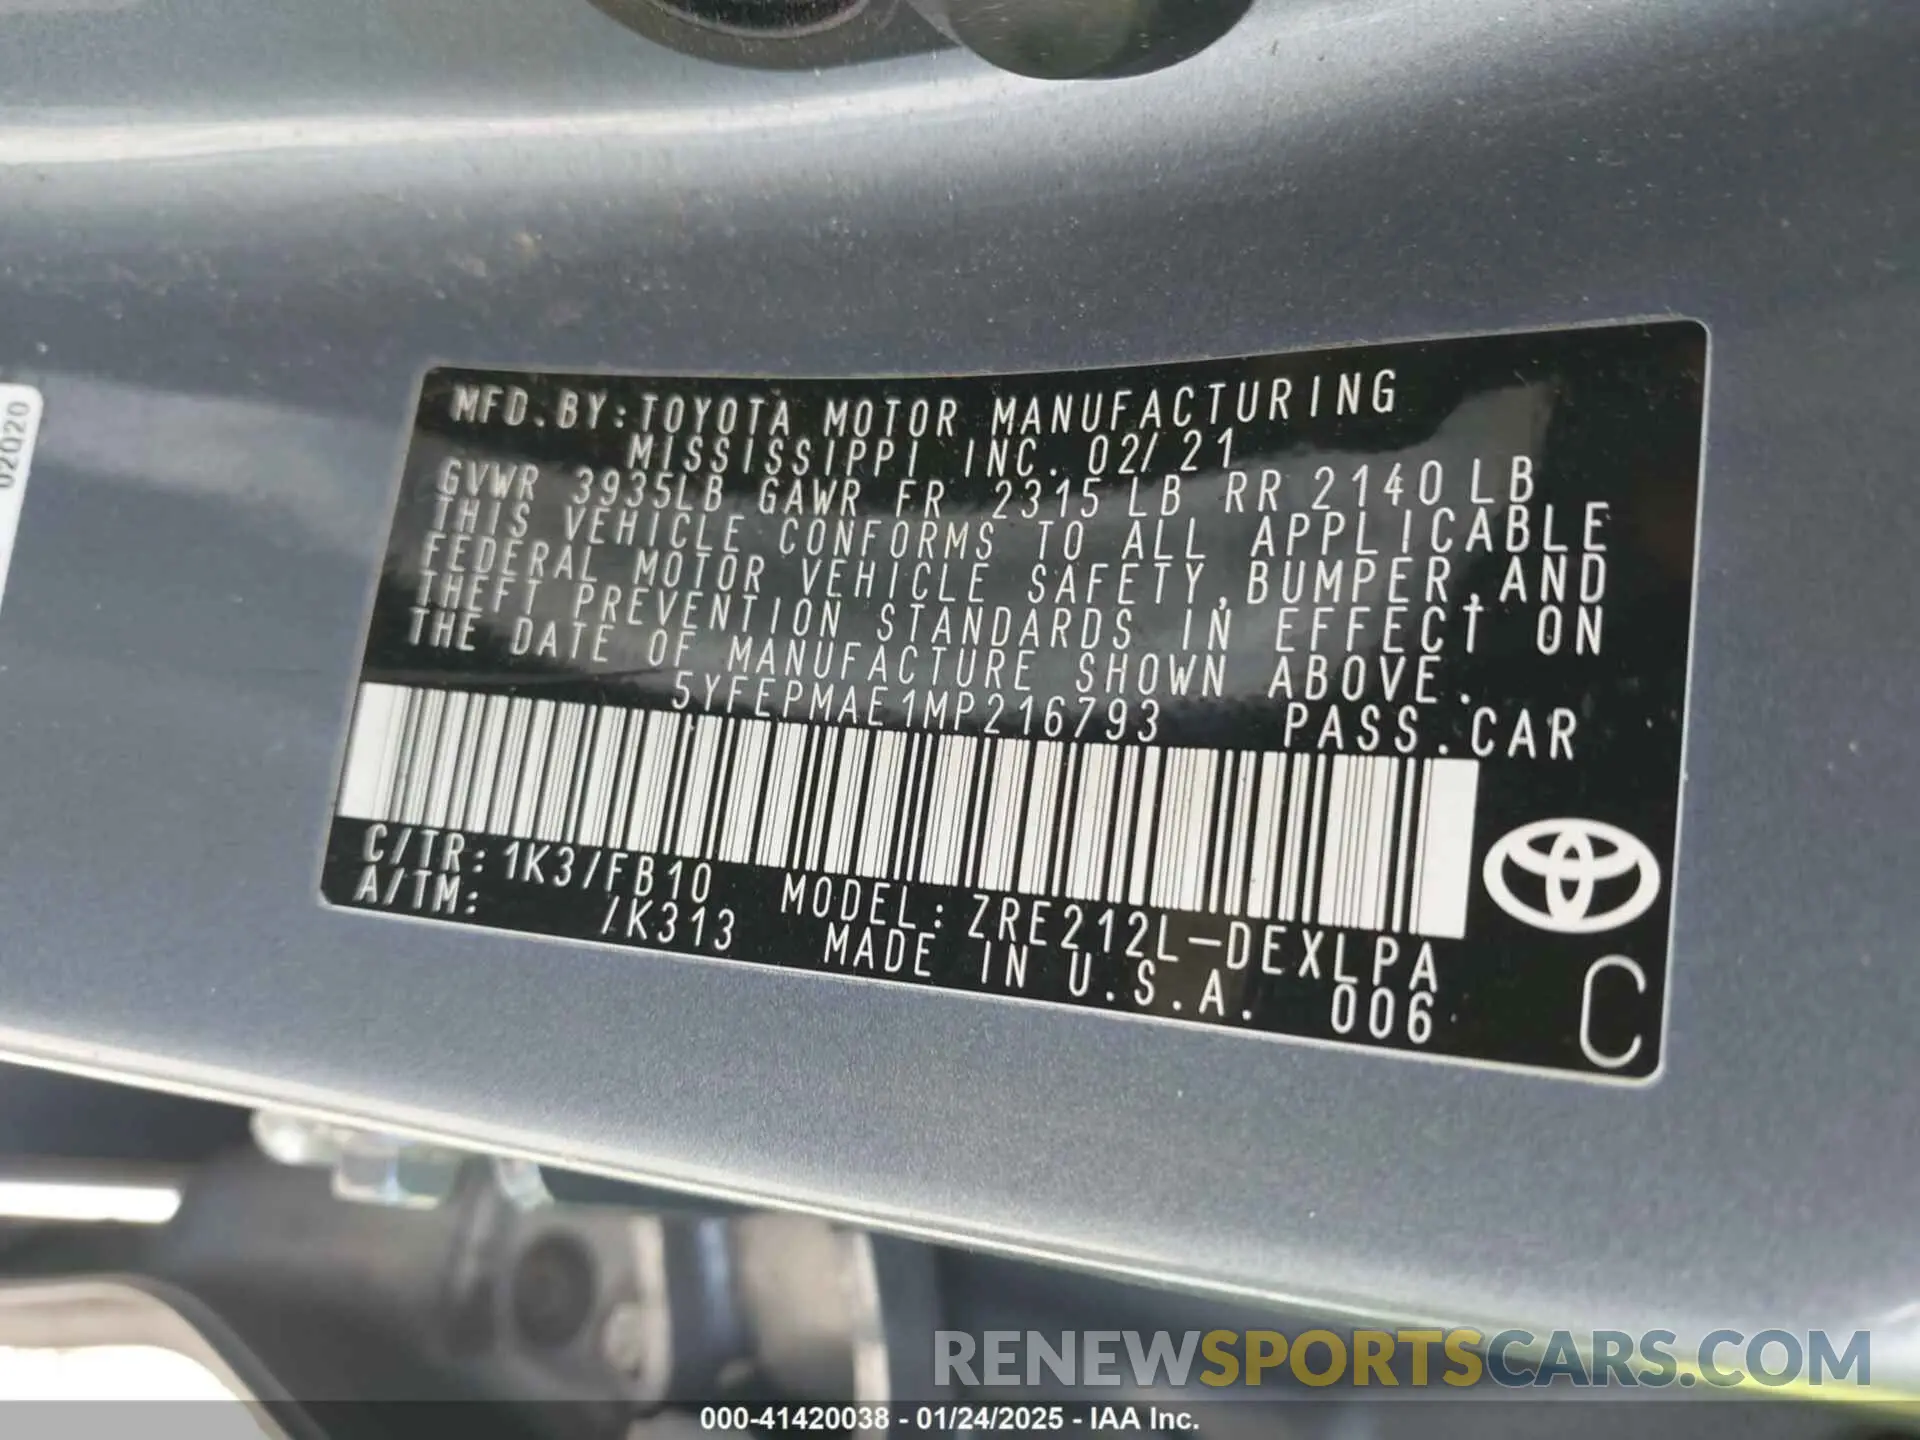 02020
MFD.BY:TOYOTA MOTOR MANUFACTURING
MISSISSIPPI INC. 02/21
GVWR 3935LB GAWR FR 2315LB RR 2140LB
THIS VEHICLE CONFORMS TO ALL APPLICABLE
FEDERAL MOTOR VEHICLE SAFETY, BUMPER, AND
THEFT PREVENTION STANDARDS IN EFFECT ON
THE DATE OF MANUFACTURE SHOWN ABOVE.
5YFEPMAE1MP216793 PASS.CAR
C/TR:1K3/FB10 MODEL:ZRE212L-DEXLPA
A/TM: /K313 MADE IN U.S.A. 006
C
RENEWSPORTSCARS.COM
000-41420038 - 01/24/2025 - IAA Inc.